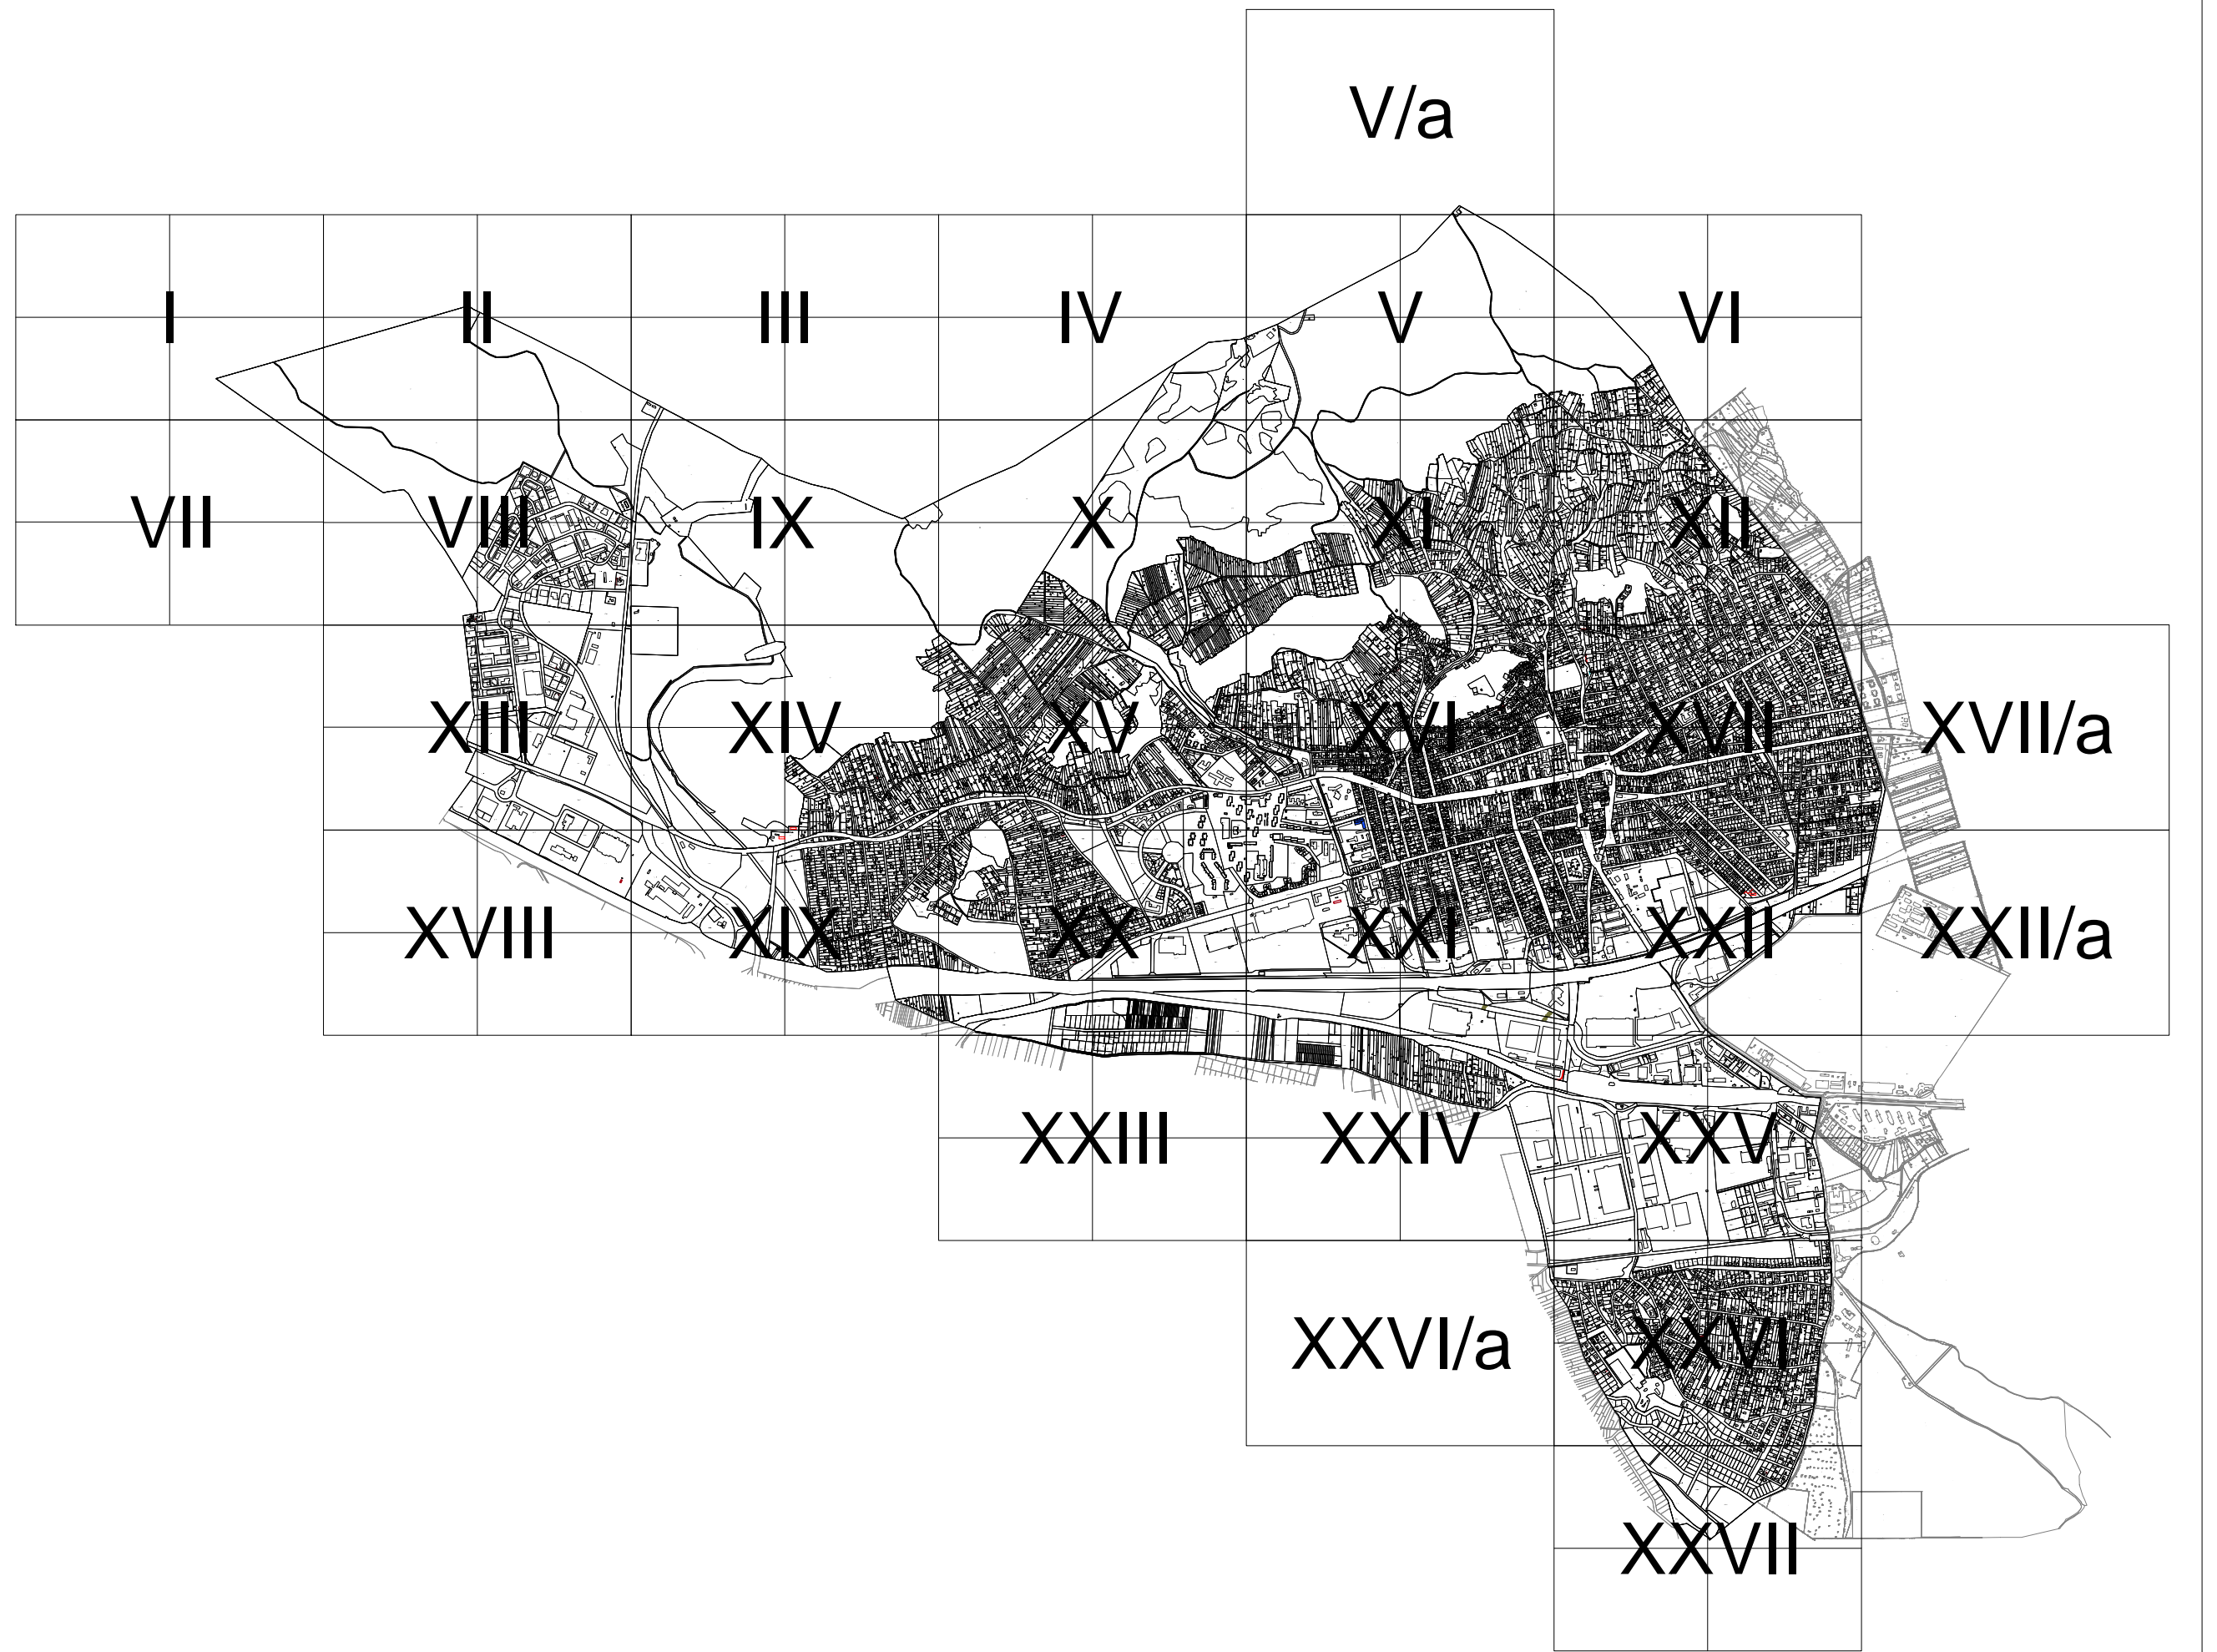 V/a
I II III IV V VI
VII VIII IX X XI XII
XIII XIV XV XVI XVII XVII/a
XVIII XIX XX XXI XXII XXII/a
XXIII XXIV XXV
XXVI/a XXVI
XXVII